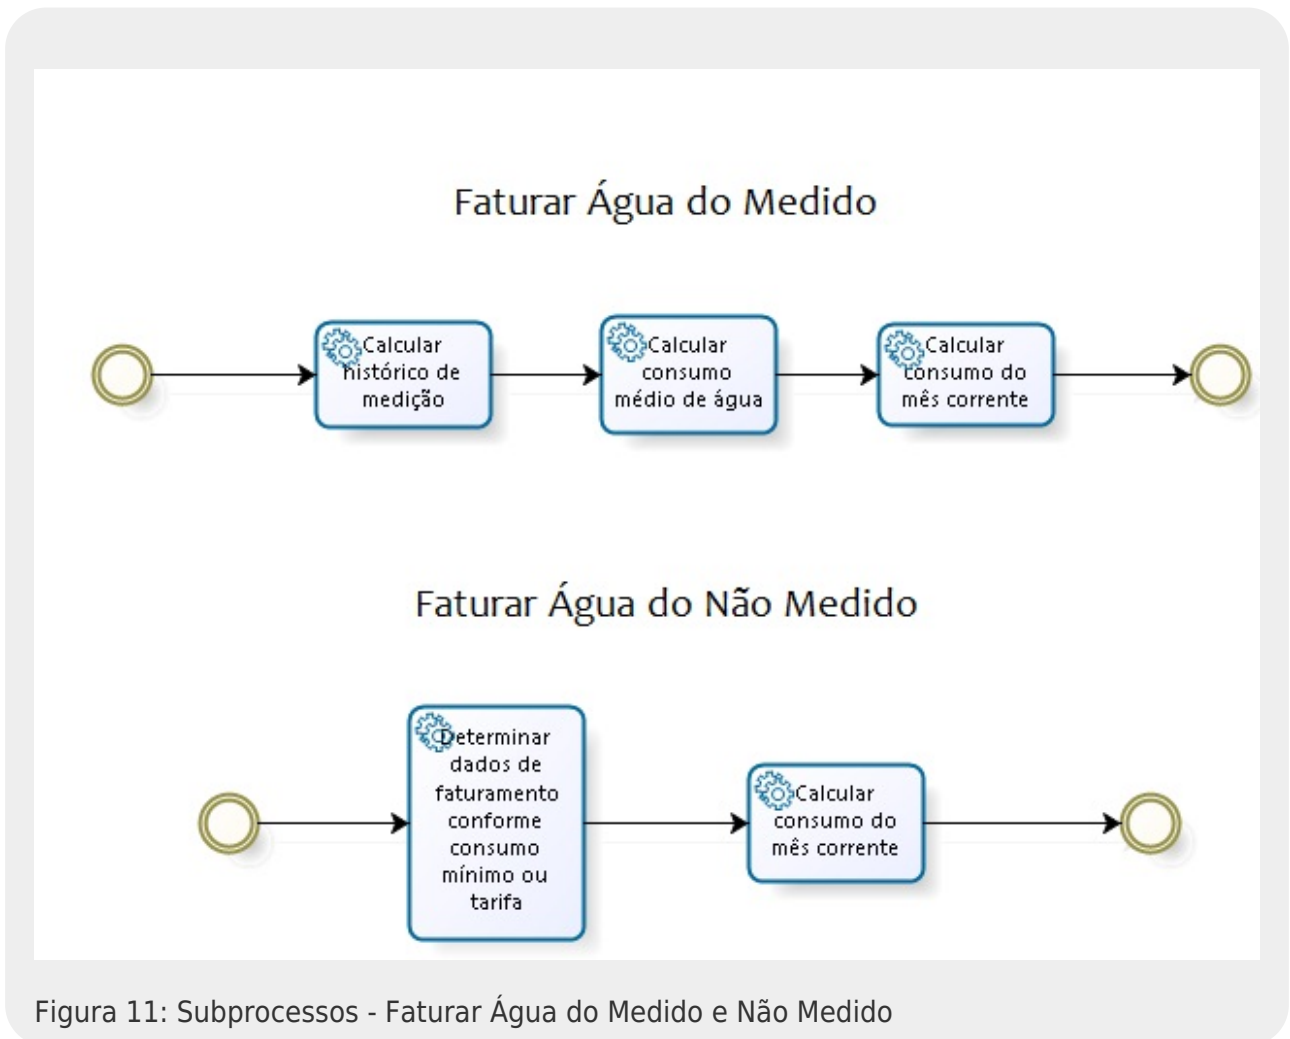 Faturar Água do Medido
Calcular
histórico de
medição
Calcular
consumo
médio de água
Calcular
consumo do
mês corrente
Faturar Água do Não Medido
Determinar
dados de
faturamento
conforme
consumo
mínimo ou
tarifa
Calcular
consumo do
mês corrente
Figura 11: Subprocessos - Faturar Água do Medido e Não Medido